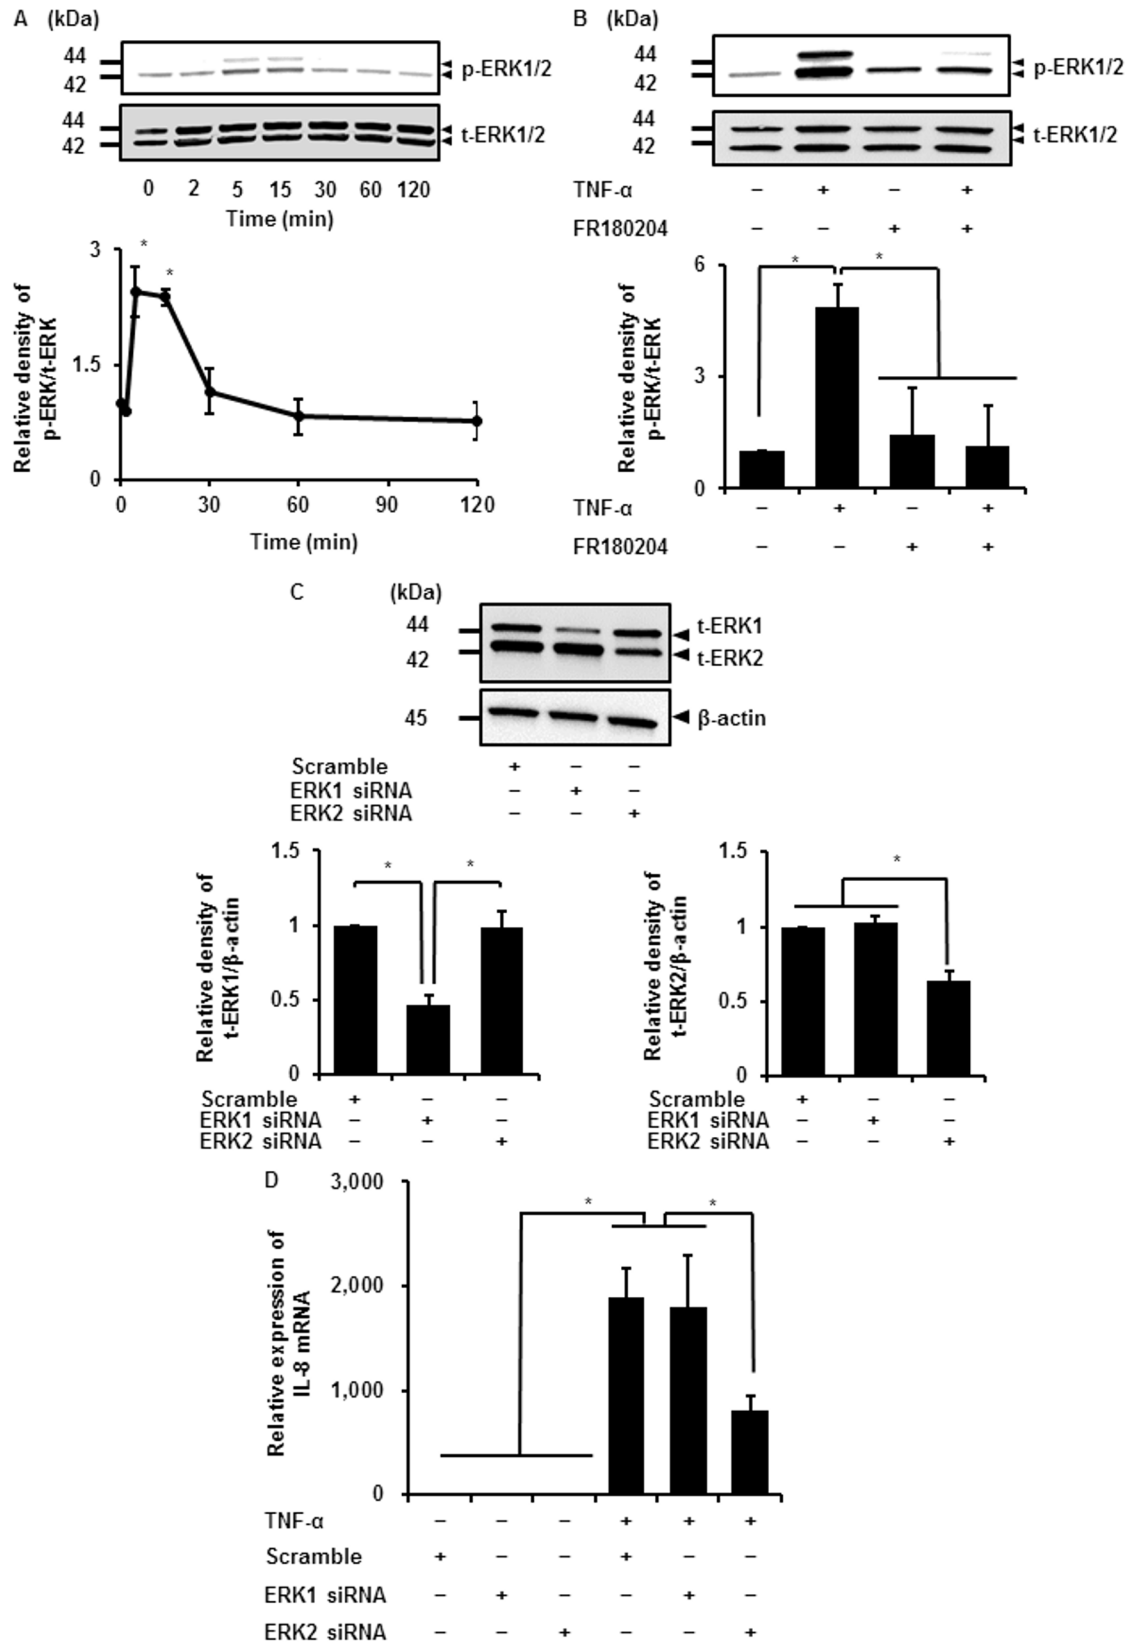 A (kDa)
44
42
p-ERK1/2
44
42
t-ERK1/2
0 2 5 15 30 60 120
Time (min)
3
1.5
0
Relative density of
p-ERK/t-ERK
* *
0 30 60 90 120
Time (min)
B (kDa)
44
42
p-ERK1/2
44
42
t-ERK1/2
TNF-α – + – +
FR180204 – – + +
6
3
0
Relative density of
p-ERK/t-ERK
* *
TNF-α – + – +
FR180204 – – + +
C (kDa)
44
42
t-ERK1
t-ERK2
45
β-actin
Scramble + – –
ERK1 siRNA – + –
ERK2 siRNA – – +
1.5
1
0.5
0
Relative density of
t-ERK1/β-actin
* *
Scramble + – –
ERK1 siRNA – + –
ERK2 siRNA – – +
1.5
1
0.5
0
Relative density of
t-ERK2/β-actin
*
Scramble + – –
ERK1 siRNA – + –
ERK2 siRNA – – +
D
3,000
2,000
1,000
0
Relative expression of
IL-8 mRNA
* *
TNF-α – – – + + +
Scramble + – – + – –
ERK1 siRNA – + – – + –
ERK2 siRNA – – + – – +